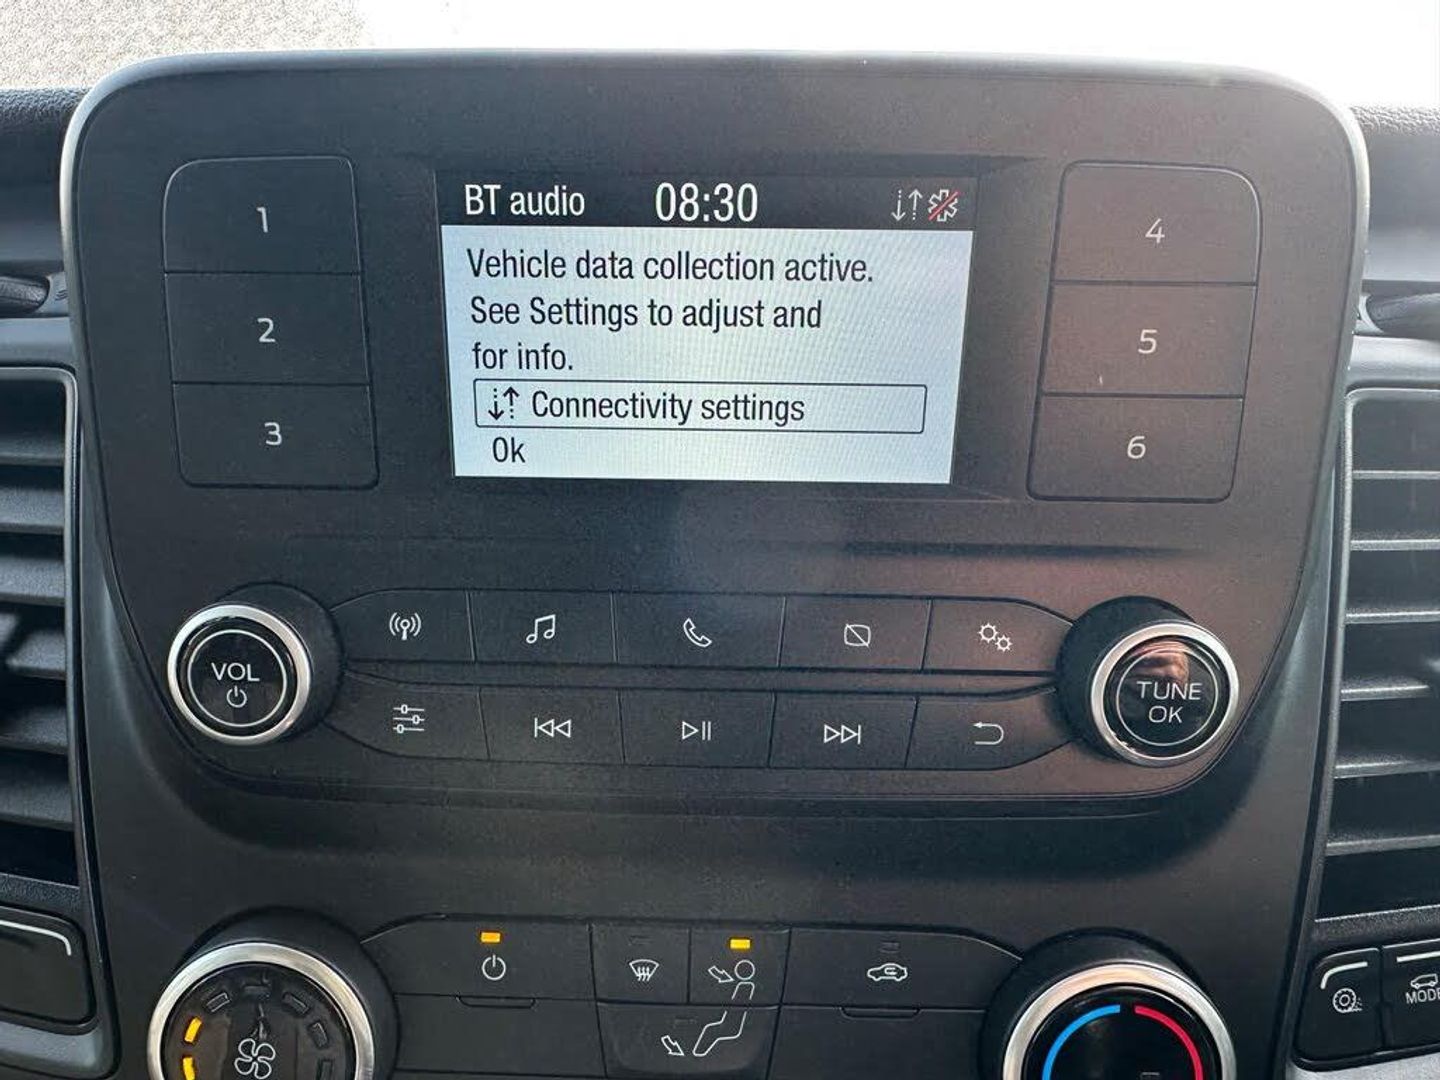 BT audio 08:30
Vehicle data collection active.
See Settings to adjust and
for info.
Connectivity settings
Ok
1
2
3
4
5
6
VOL
TUNE
OK
MODE